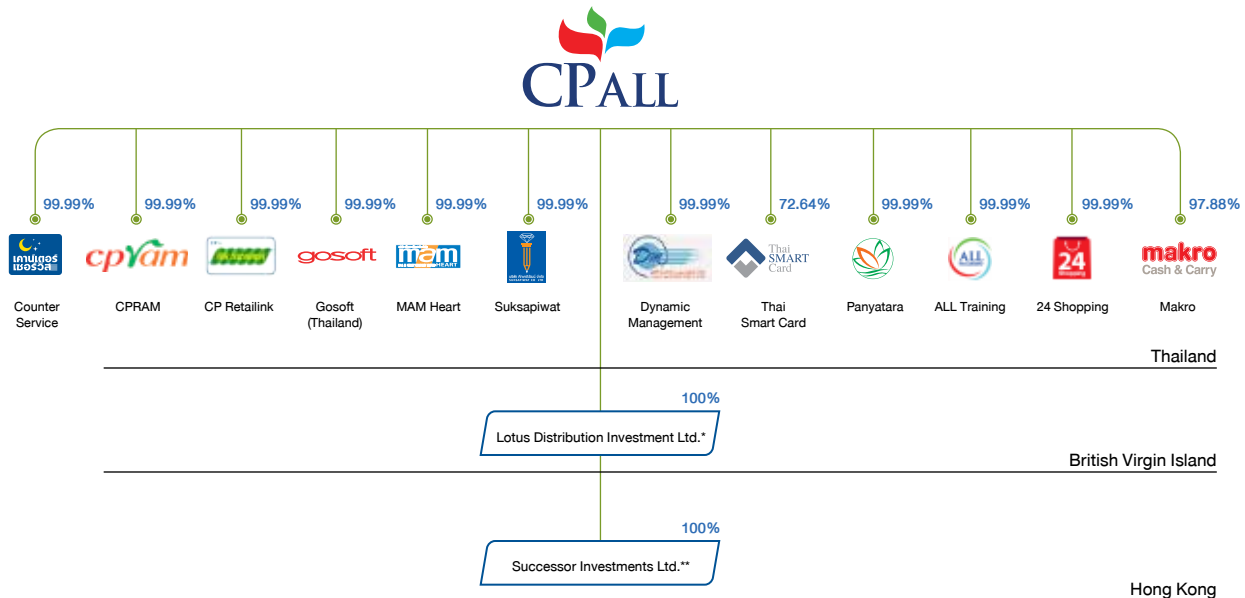 CPALL
99.99%
99.99%
99.99%
99.99%
99.99%
99.99%
99.99%
72.64%
99.99%
99.99%
99.99%
97.88%
เคาน์เตอร์
เซอร์วิส
cpram
gosoft
mam
HEART
Thai
SMART
Card
ALL
24
Shopping
makro
Cash & Carry
Counter
Service
CPRAM
CP Retailink
Gosoft
(Thailand)
MAM Heart
Suksapiwat
Dynamic
Management
Thai
Smart Card
Panyatara
ALL Training
24 Shopping
Makro
Thailand
100%
Lotus Distribution Investment Ltd.*
British Virgin Island
100%
Successor Investments Ltd.**
Hong Kong